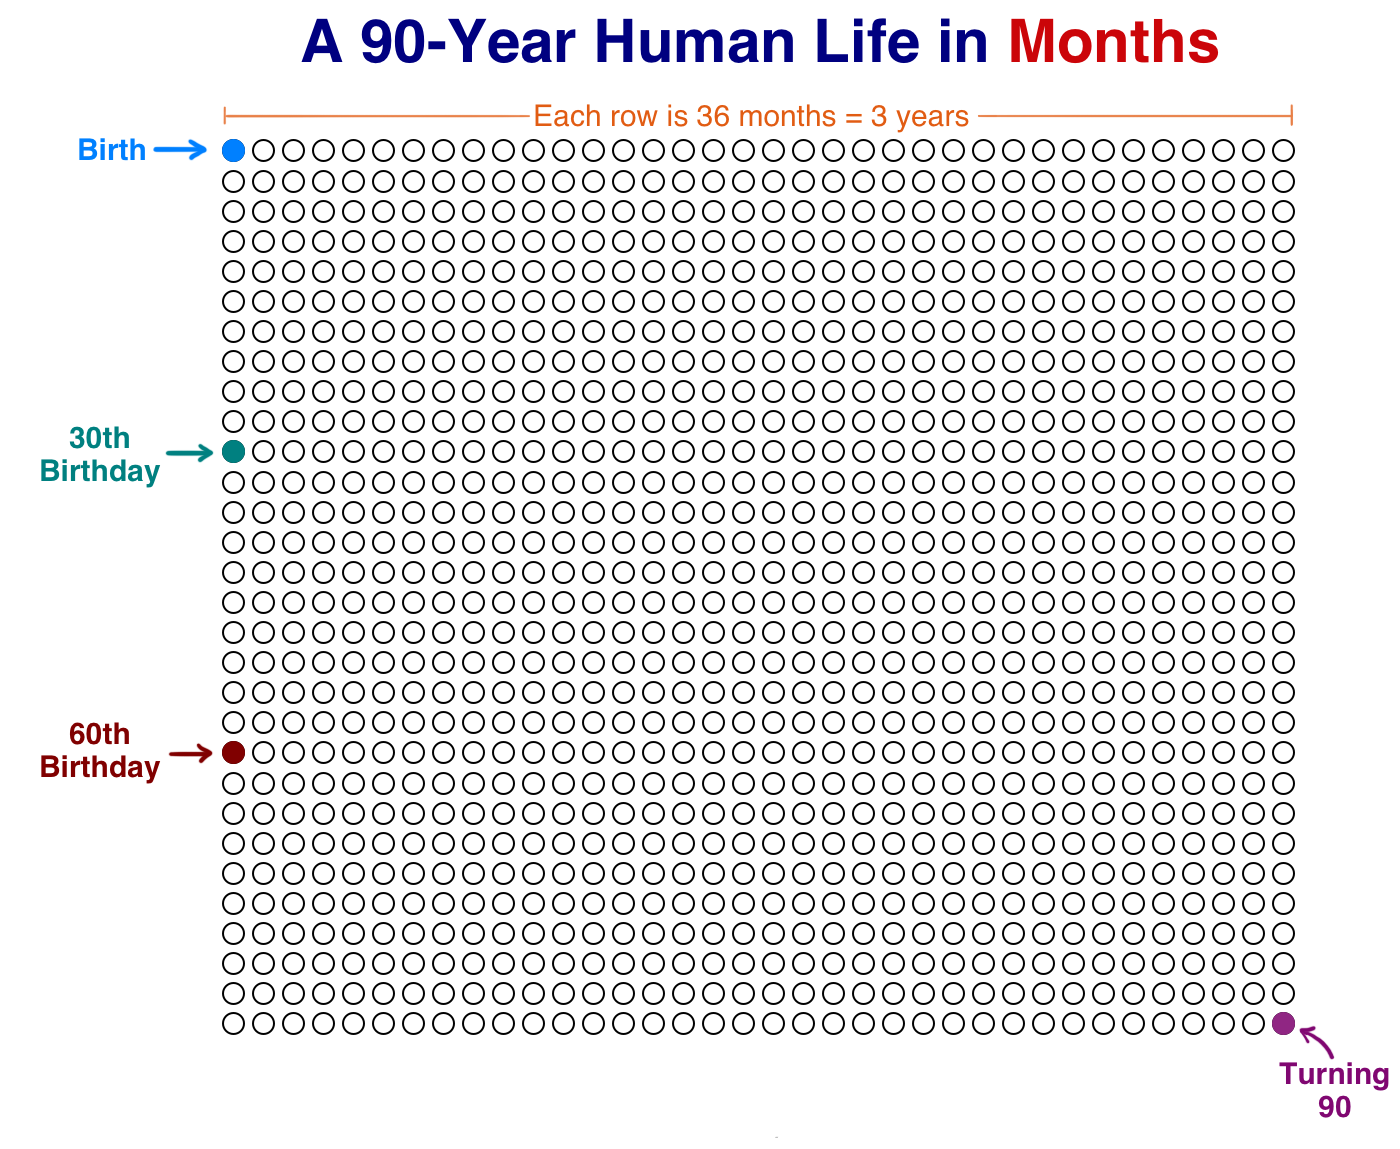 A 90-Year Human Life in Months
Each row is 36 months = 3 years
Birth
30th
Birthday
60th
Birthday
Turning
90